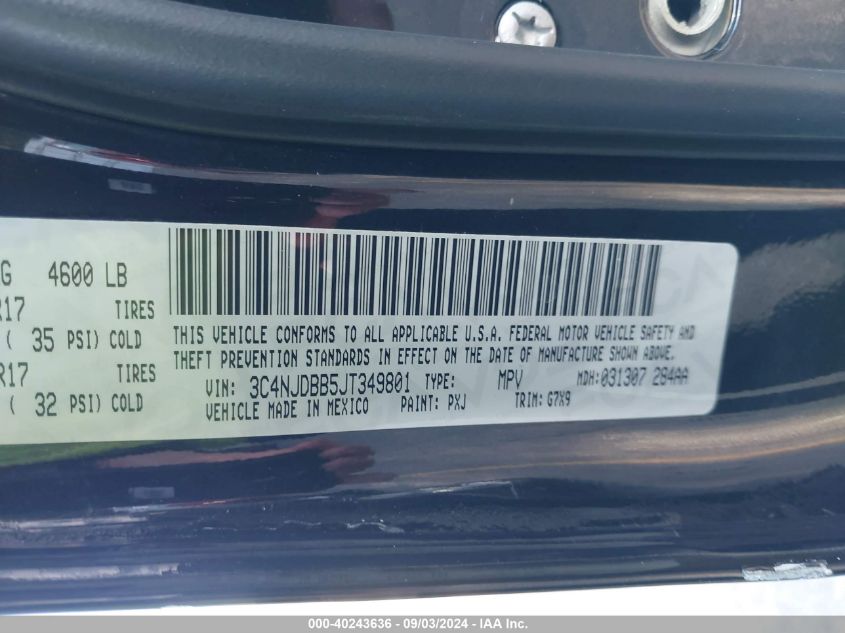 G 4600 LB
R17 TIRES
( 35 PSI) COLD
R17 TIRES
( 32 PSI) COLD
THIS VEHICLE CONFORMS TO ALL APPLICABLE U.S.A. FEDERAL MOTOR VEHICLE SAFETY AND
THEFT PREVENTION STANDARDS IN EFFECT ON THE DATE OF MANUFACTURE SHOWN ABOVE.
VIN: 3C4NJDBB5JT349801 TYPE: MPV MDH:031307 284AA
VEHICLE MADE IN MEXICO PAINT: PXJ TRIM: G7X9
000-40243636 - 09/03/2024 - IAA Inc.